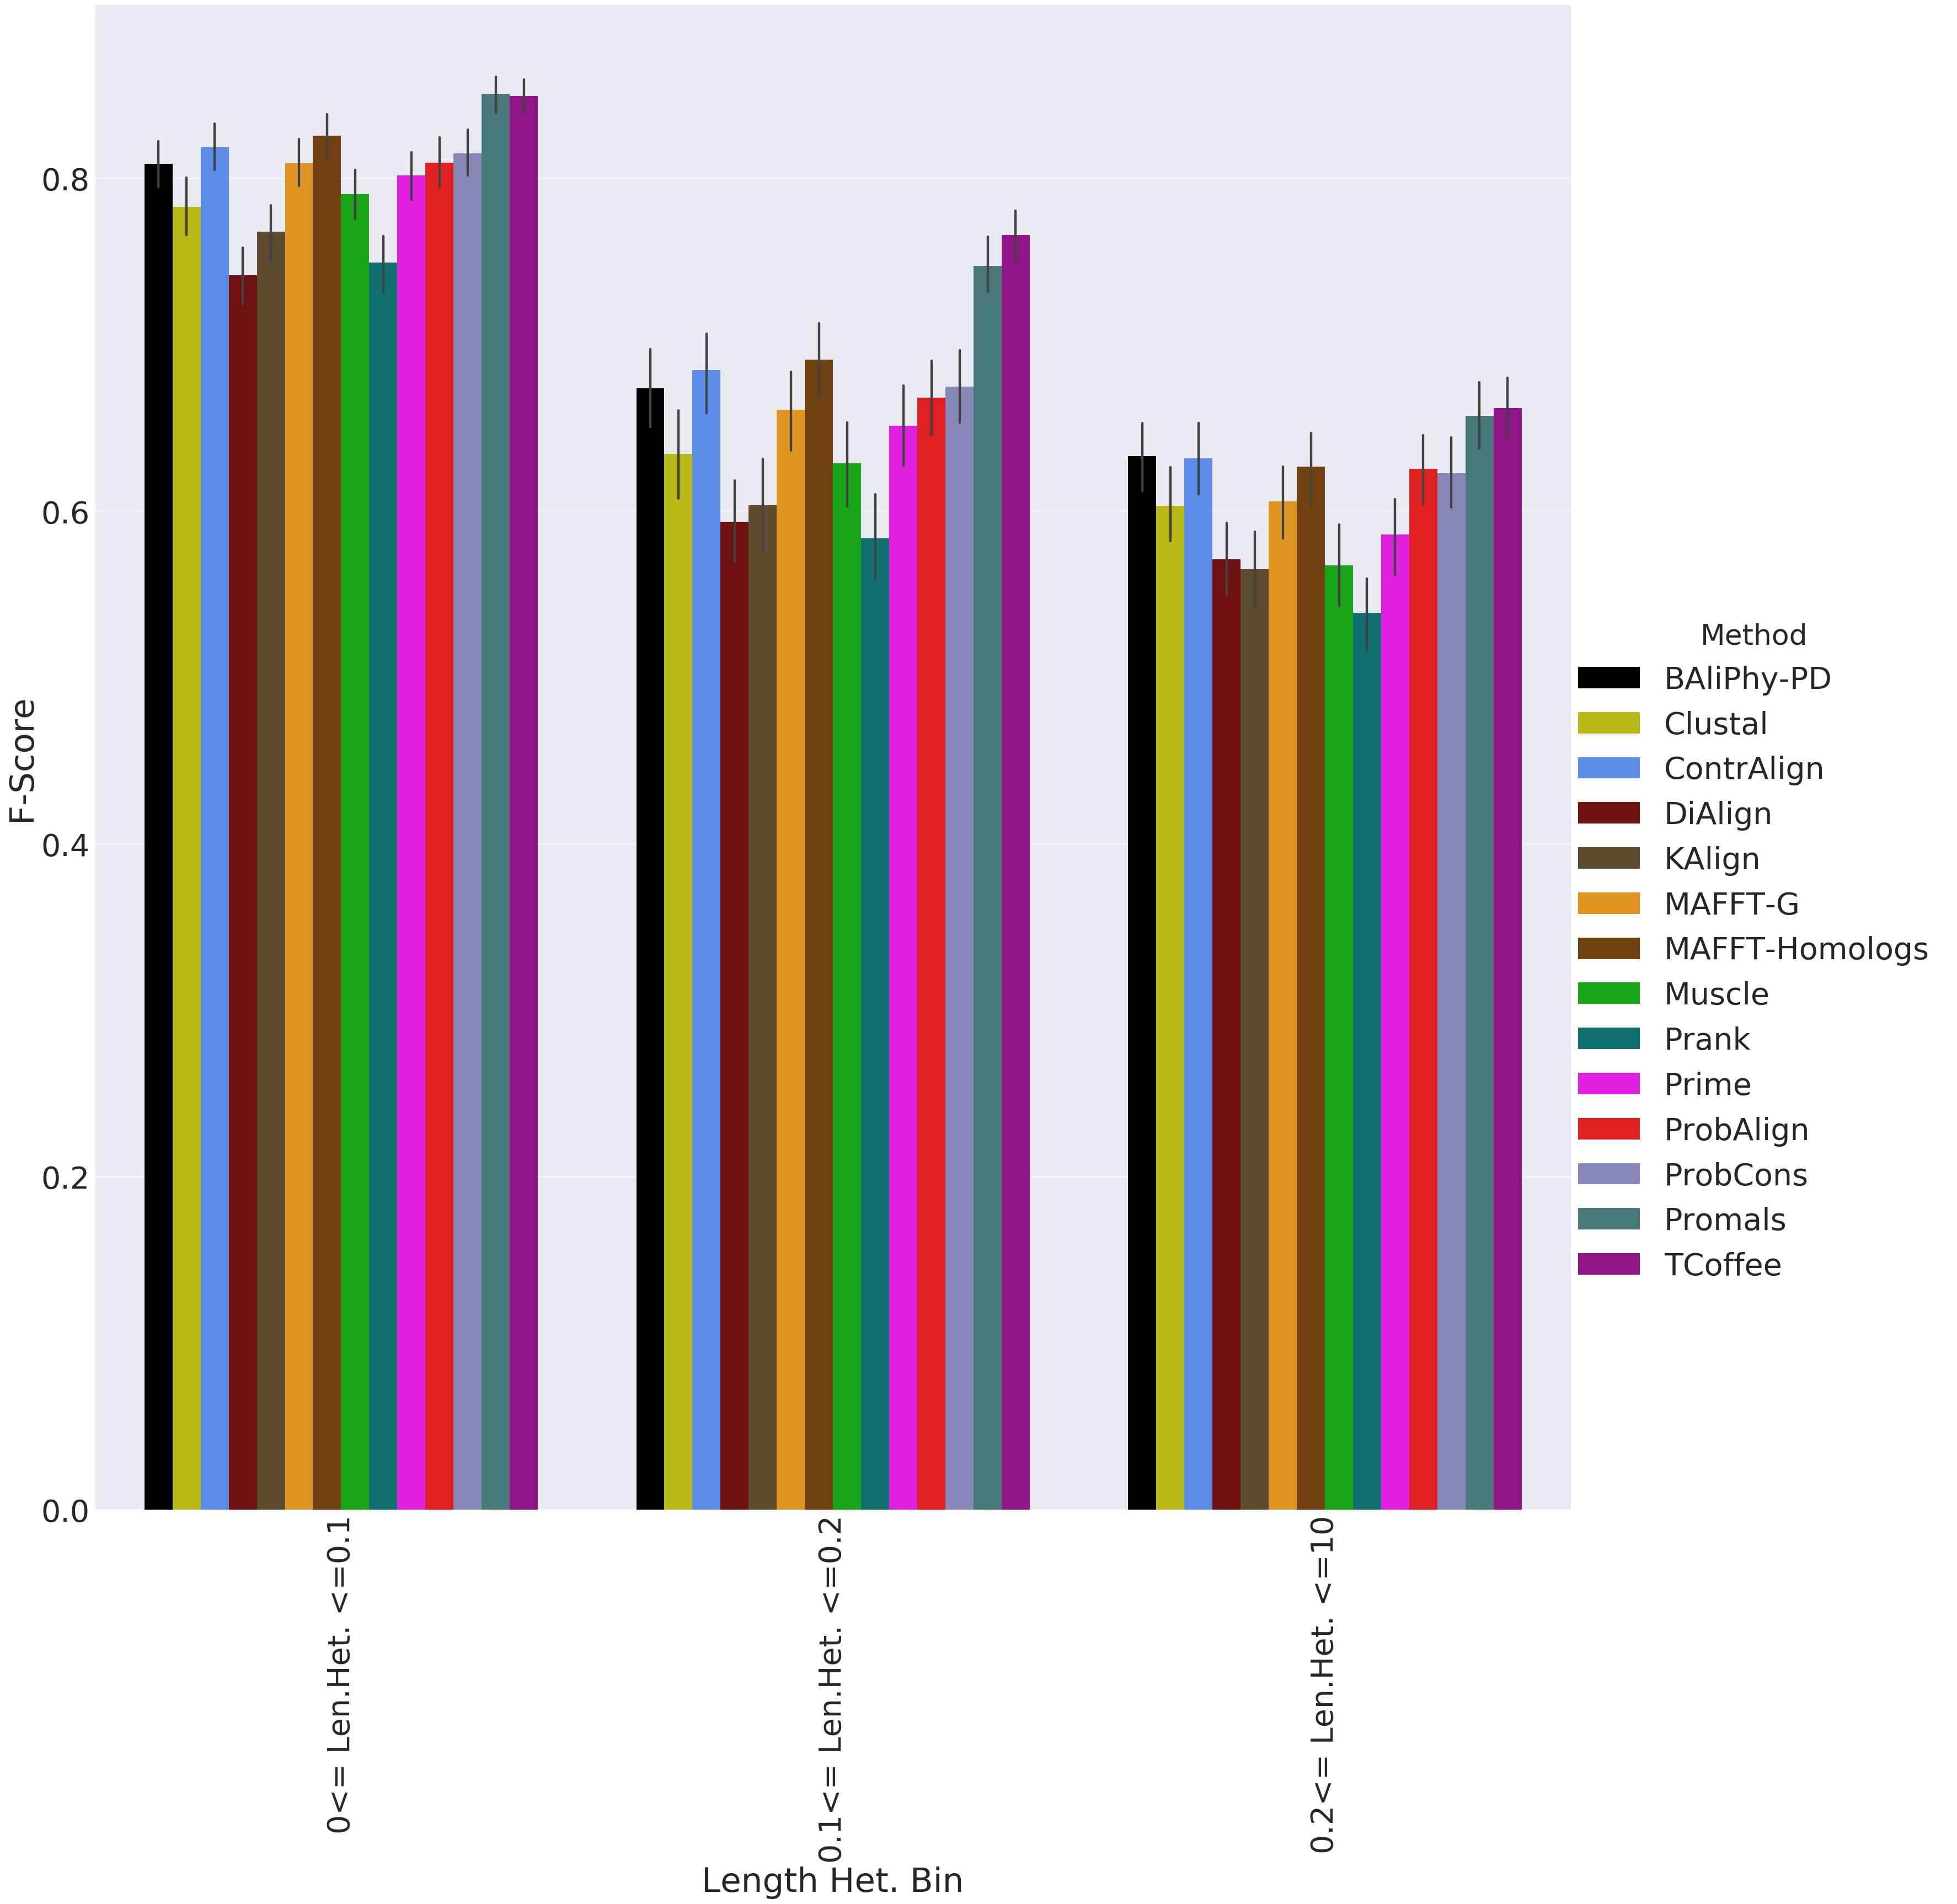 F-Score
0.8
0.6
0.4
0.2
0.0
0<= Len.Het. <=0.1
0.1<= Len.Het. <=0.2
0.2<= Len.Het. <=10
Length Het. Bin
Method
BAliPhy-PD
Clustal
ContrAlign
DiAlign
KAlign
MAFFT-G
MAFFT-Homologs
Muscle
Prank
Prime
ProbAlign
ProbCons
Promals
TCoffee